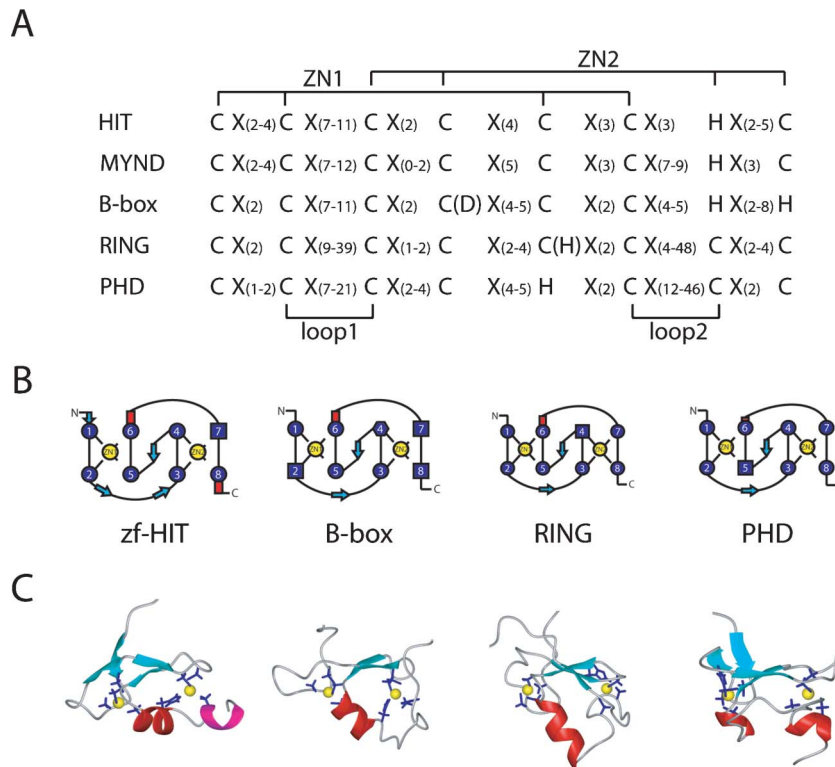 A
ZN2
ZN1
HIT C X(2-4) C X(7-11) C X(2) C X(4) C X(3) C X(3) H X(2-5) C
MYND C X(2-4) C X(7-12) C X(0-2) C X(5) C X(3) C X(7-9) H X(3) C
B-box C X(2) C X(7-11) C X(2) C(D) X(4-5) C X(2) C X(4-5) H X(2-8) H
RING C X(2) C X(9-39) C X(1-2) C X(2-4) C(H) X(2) C X(4-48) C X(2-4) C
PHD C X(1-2) C X(7-21) C X(2-4) C X(4-5) H X(2) C X(12-46) C X(2) C
loop1 loop2
B
N 1 6 4 7 N 1 6 4 7 N 1 6 4 7 N 1 6 4 7
ZN1 ZN2 ZN1 ZN2 ZN1 ZN2 ZN1 ZN2
2 5 3 8 2 5 3 8 2 5 3 8 2 5 3 8
C C C C
zf-HIT B-box RING PHD
C